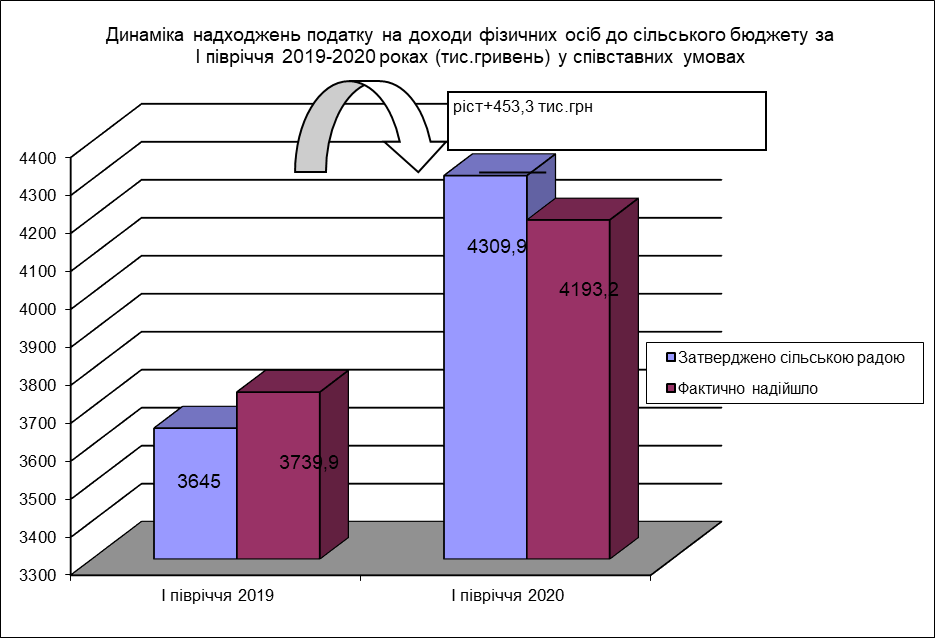 Динаміка надходжень податку на доходи фізичних осіб до сільського бюджету за
І півріччя 2019-2020 роках (тис.гривень) у співставних умовах
ріст+453,3 тис.грн
4400
4300
4200
4100
4000
3900
3800
3700
3600
3500
3400
3300
4309,9
4193,2
3739,9
3645
Затверджено сільською радою
Фактично надійшло
І півріччя 2019
І півріччя 2020